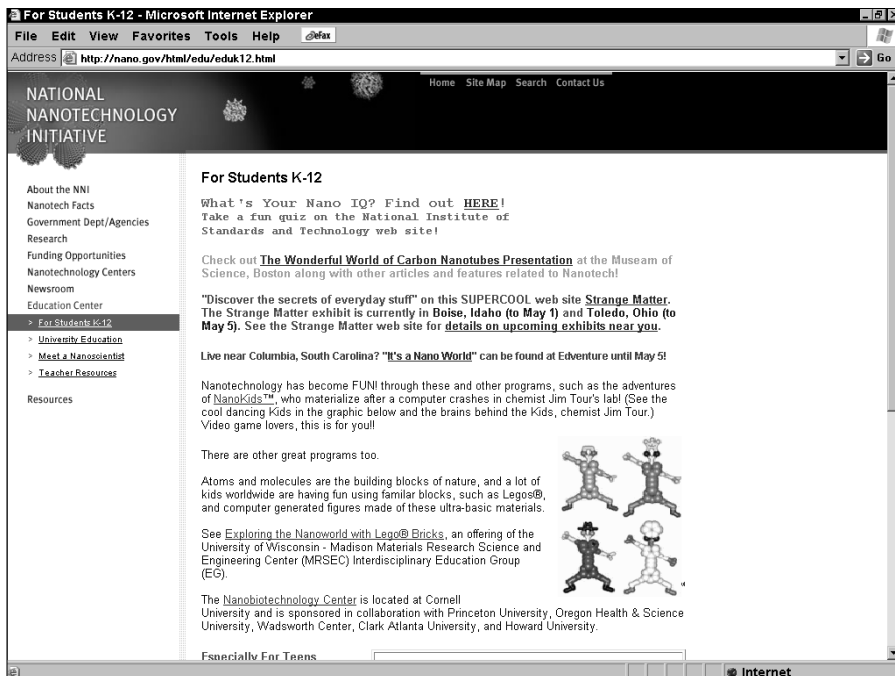 For Students K-12 - Microsoft Internet Explorer
File Edit View Favorites Tools Help eFax
Address http://nano.gov/html/edu/eduk12.html Go
Home Site Map Search Contact Us
NATIONAL
NANOTECHNOLOGY
INITIATIVE
About the NNI
Nanotech Facts
Government Dept/Agencies
Research
Funding Opportunities
Nanotechnology Centers
Newsroom
Education Center
> For Students K-12
> University Education
> Meet a Nanoscientist
> Teacher Resources
Resources
For Students K-12
What's Your Nano IQ? Find out HERE!
Take a fun quiz on the National Institute of
Standards and Technology web site!
Check out The Wonderful World of Carbon Nanotubes Presentation at the Museam of
Science, Boston along with other articles and features related to Nanotech!
"Discover the secrets of everyday stuff" on this SUPERCOOL web site Strange Matter.
The Strange Matter exhibit is currently in Boise, Idaho (to May 1) and Toledo, Ohio (to
May 5). See the Strange Matter web site for details on upcoming exhibits near you.
Live near Columbia, South Carolina? "It's a Nano World" can be found at Edventure until May 5!
Nanotechnology has become FUN! through these and other programs, such as the adventures
of NanoKids™, who materialize after a computer crashes in chemist Jim Tour's lab! (See the
cool dancing Kids in the graphic below and the brains behind the Kids, chemist Jim Tour.)
Video game lovers, this is for you!!
There are other great programs too.
Atoms and molecules are the building blocks of nature, and a lot of
kids worldwide are having fun using familar blocks, such as Legos®,
and computer generated figures made of these ultra-basic materials.
See Exploring the Nanoworld with Lego® Bricks, an offering of the
University of Wisconsin - Madison Materials Research Science and
Engineering Center (MRSEC) Interdisciplinary Education Group
(EG).
The Nanobiotechnology Center is located at Cornell
University and is sponsored in collaboration with Princeton University, Oregon Health & Science
University, Wadsworth Center, Clark Atlanta University, and Howard University.
Especially For Teens
Internet